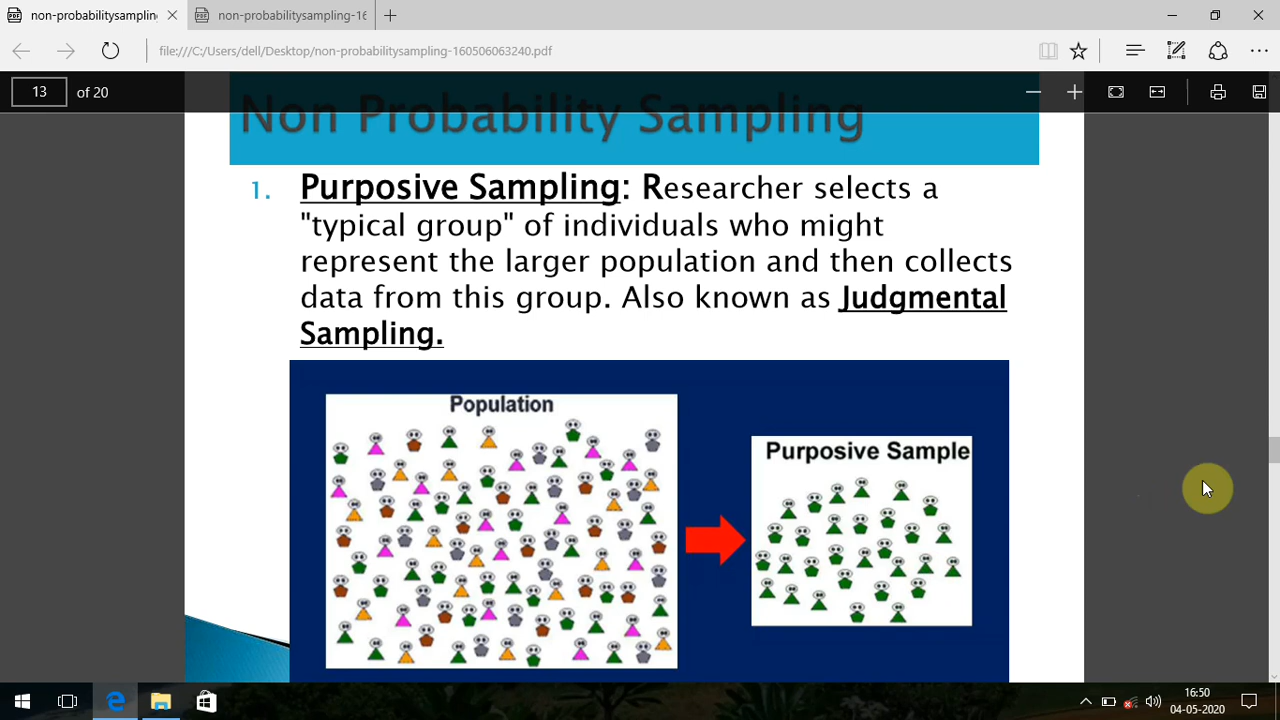 non-probabilitysampling-
non-probabilitysampling-16
file:///C:/Users/dell/Desktop/non-probabilitysampling-160506063240.pdf
13 of 20
Non Probability Sampling
1. Purposive Sampling: Researcher selects a
"typical group" of individuals who might
represent the larger population and then collects
data from this group. Also known as Judgmental
Sampling.
Population
Purposive Sample
16:50
04-05-2020